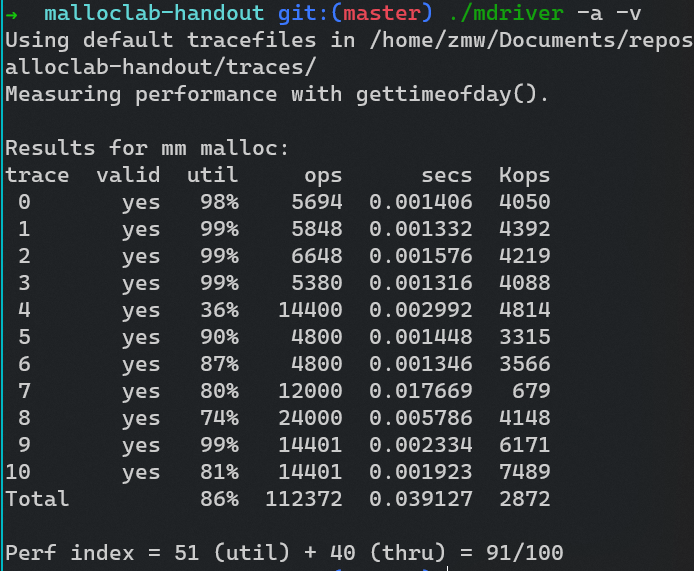 → malloclab-handout git:(master) ./mdriver -a -v
Using default tracefiles in /home/zmw/Documents/repos
alloclab-handout/traces/
Measuring performance with gettimeofday().

Results for mm malloc:
trace  valid  util     ops      secs  Kops
 0       yes   98%    5694  0.001406  4050
 1       yes   99%    5848  0.001332  4392
 2       yes   99%    6648  0.001576  4219
 3       yes   99%    5380  0.001316  4088
 4       yes   36%   14400  0.002992  4814
 5       yes   90%    4800  0.001448  3315
 6       yes   87%    4800  0.001346  3566
 7       yes   80%   12000  0.017669   679
 8       yes   74%   24000  0.005786  4148
 9       yes   99%   14401  0.002334  6171
10       yes   81%   14401  0.001923  7489
Total          86%  112372  0.039127  2872

Perf index = 51 (util) + 40 (thru) = 91/100